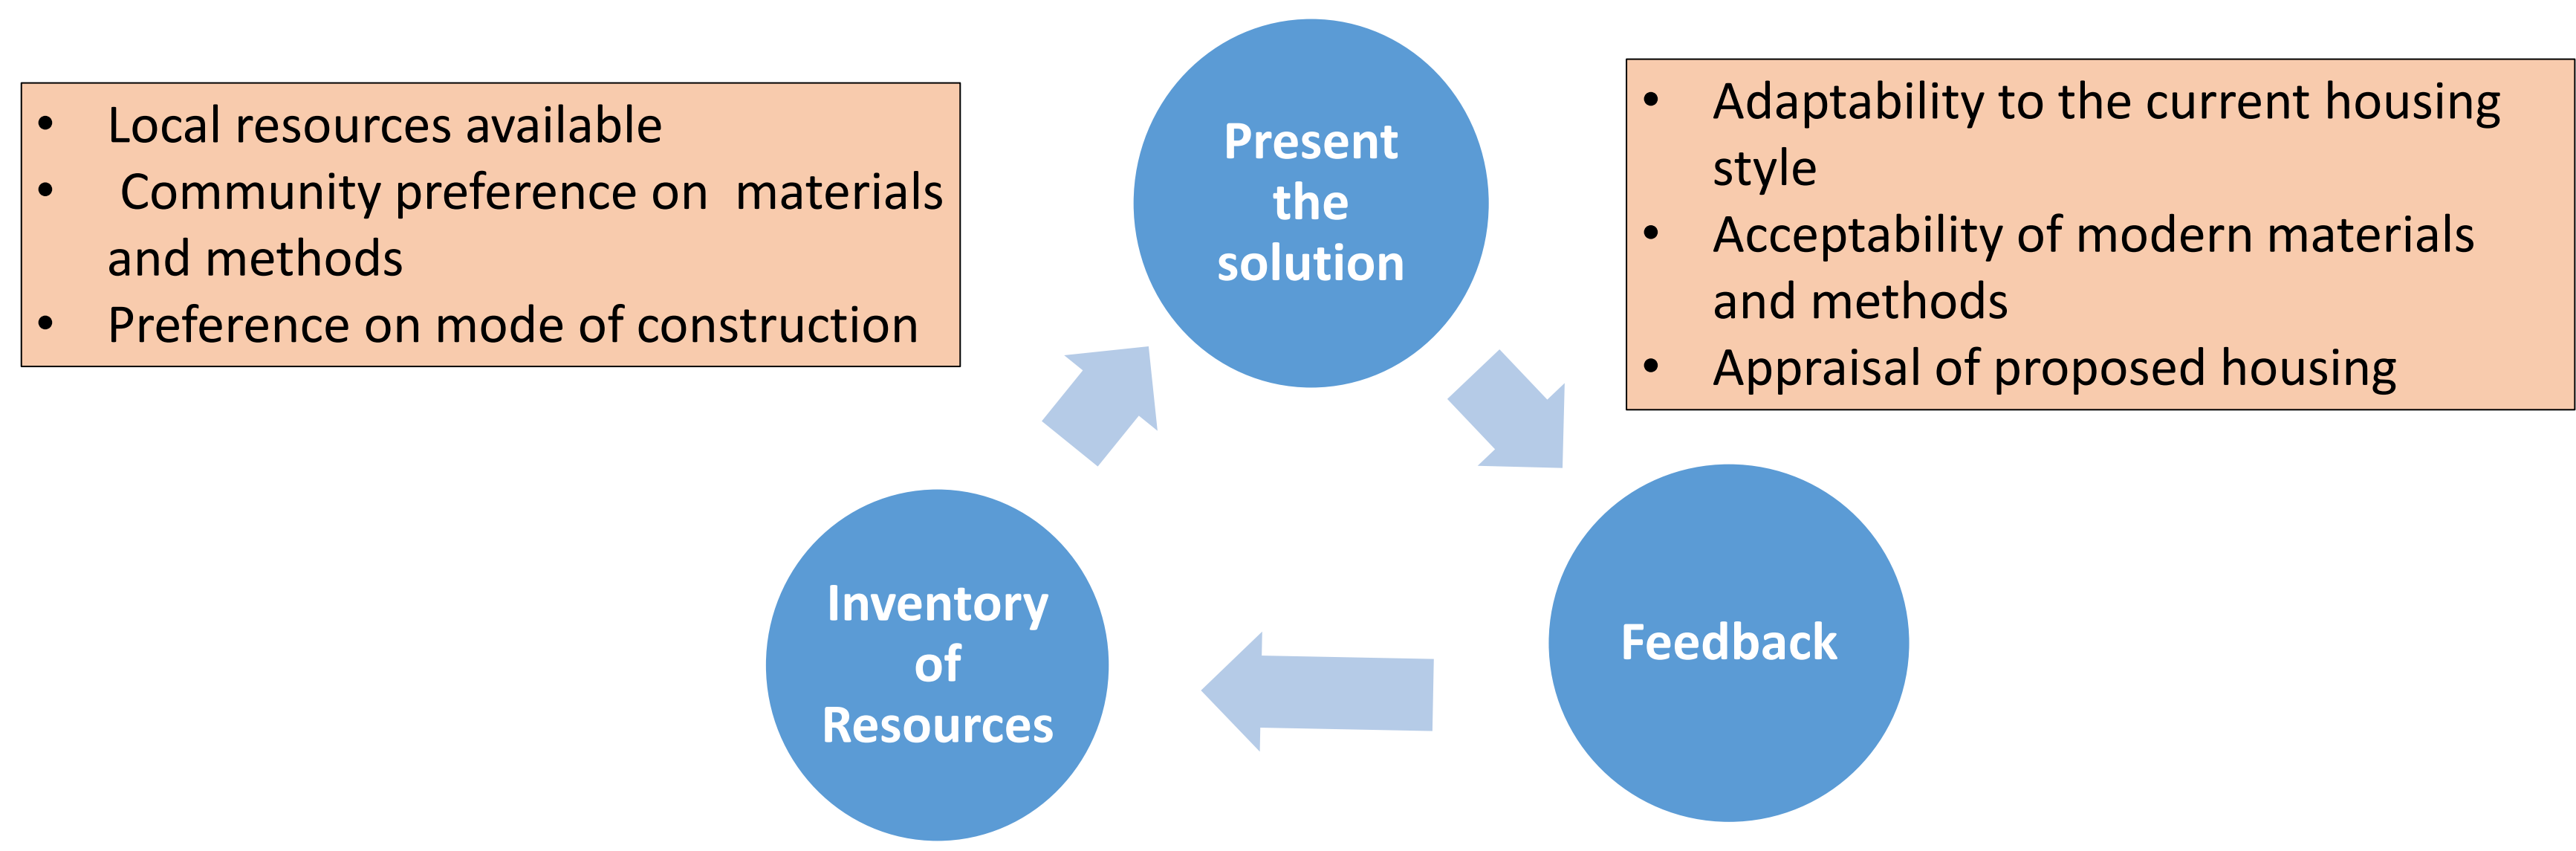 • Local resources available
• Community preference on materials
and methods
• Preference on mode of construction
Present
the
solution
• Adaptability to the current housing
style
• Acceptability of modern materials
and methods
• Appraisal of proposed housing
Inventory
of
Resources
Feedback